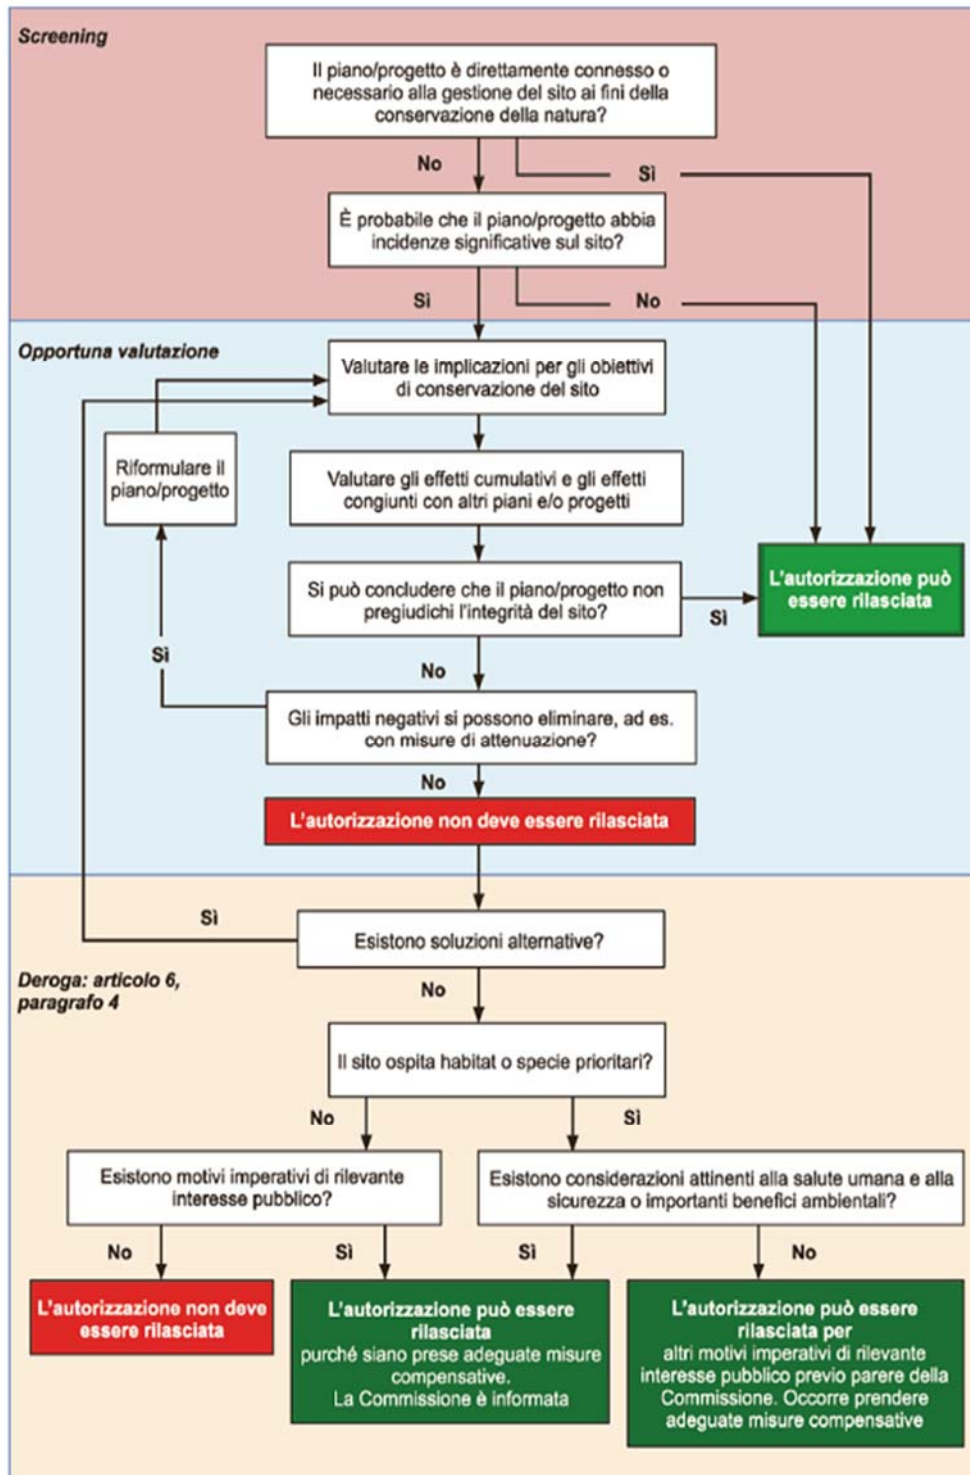 Screening
Il piano/progetto è direttamente connesso o
necessario alla gestione del sito ai fini della
conservazione della natura?
No
Sì
È probabile che il piano/progetto abbia
incidenze significative sul sito?
Sì
No
Opportuna valutazione
Valutare le implicazioni per gli obiettivi
di conservazione del sito
Riformulare il
piano/progetto
Valutare gli effetti cumulativi e gli effetti
congiunti con altri piani e/o progetti
Si può concludere che il piano/progetto non
pregiudichi l'integrità del sito?
Sì
L'autorizzazione può
essere rilasciata
Sì
No
Gli impatti negativi si possono eliminare, ad es.
con misure di attenuazione?
No
L'autorizzazione non deve essere rilasciata
Sì
Esistono soluzioni alternative?
Deroga: articolo 6,
paragrafo 4
No
Il sito ospita habitat o specie prioritari?
No
Sì
Esistono motivi imperativi di rilevante
interesse pubblico?
Esistono considerazioni attinenti alla salute umana e alla
sicurezza o importanti benefici ambientali?
No
Sì
Sì
No
L'autorizzazione non deve
essere rilasciata
L'autorizzazione può essere
rilasciata
purché siano prese adeguate misure
compensative.
La Commissione è informata
L'autorizzazione può essere
rilasciata per
altri motivi imperativi di rilevante
interesse pubblico previo parere della
Commissione. Occorre prendere
adeguate misure compensative